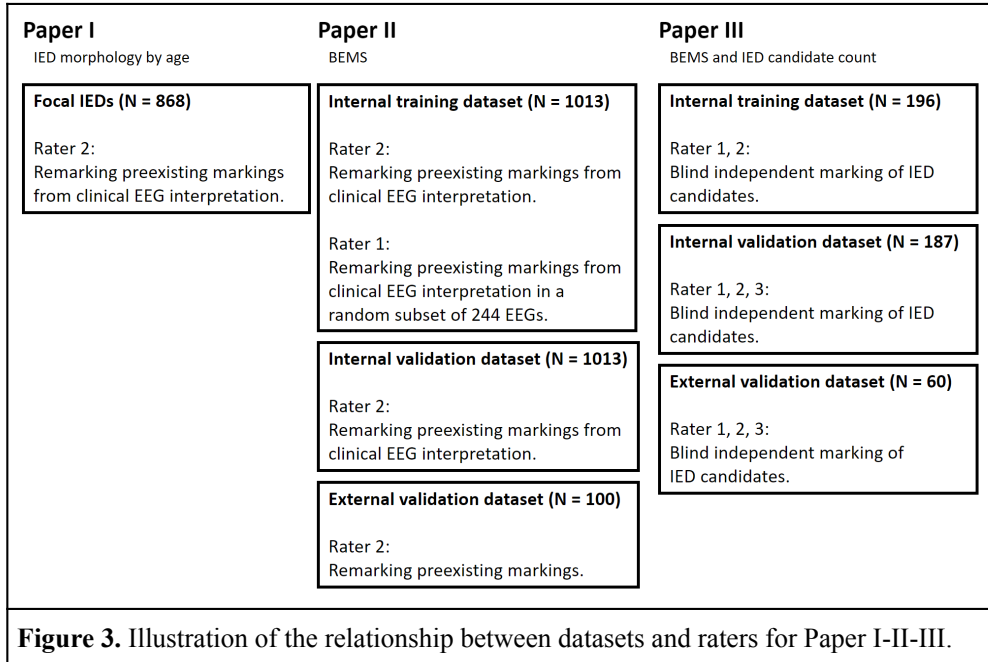 Paper I
IED morphology by age
Focal IEDs (N = 868)
Rater 2:
Remarking preexisting markings
from clinical EEG interpretation.
Paper II
BEMS
Internal training dataset (N = 1013)
Rater 2:
Remarking preexisting markings from
clinical EEG interpretation.
Rater 1:
Remarking preexisting markings from
clinical EEG interpretation in a
random subset of 244 EEGs.
Internal validation dataset (N = 1013)
Rater 2:
Remarking preexisting markings from
clinical EEG interpretation.
External validation dataset (N = 100)
Rater 2:
Remarking preexisting markings.
Paper III
BEMS and IED candidate count
Internal training dataset (N = 196)
Rater 1, 2:
Blind independent marking of IED
candidates.
Internal validation dataset (N = 187)
Rater 1, 2, 3:
Blind independent marking of IED
candidates.
External validation dataset (N = 60)
Rater 1, 2, 3:
Blind independent marking of
IED candidates.
Figure 3. Illustration of the relationship between datasets and raters for Paper I-II-III.